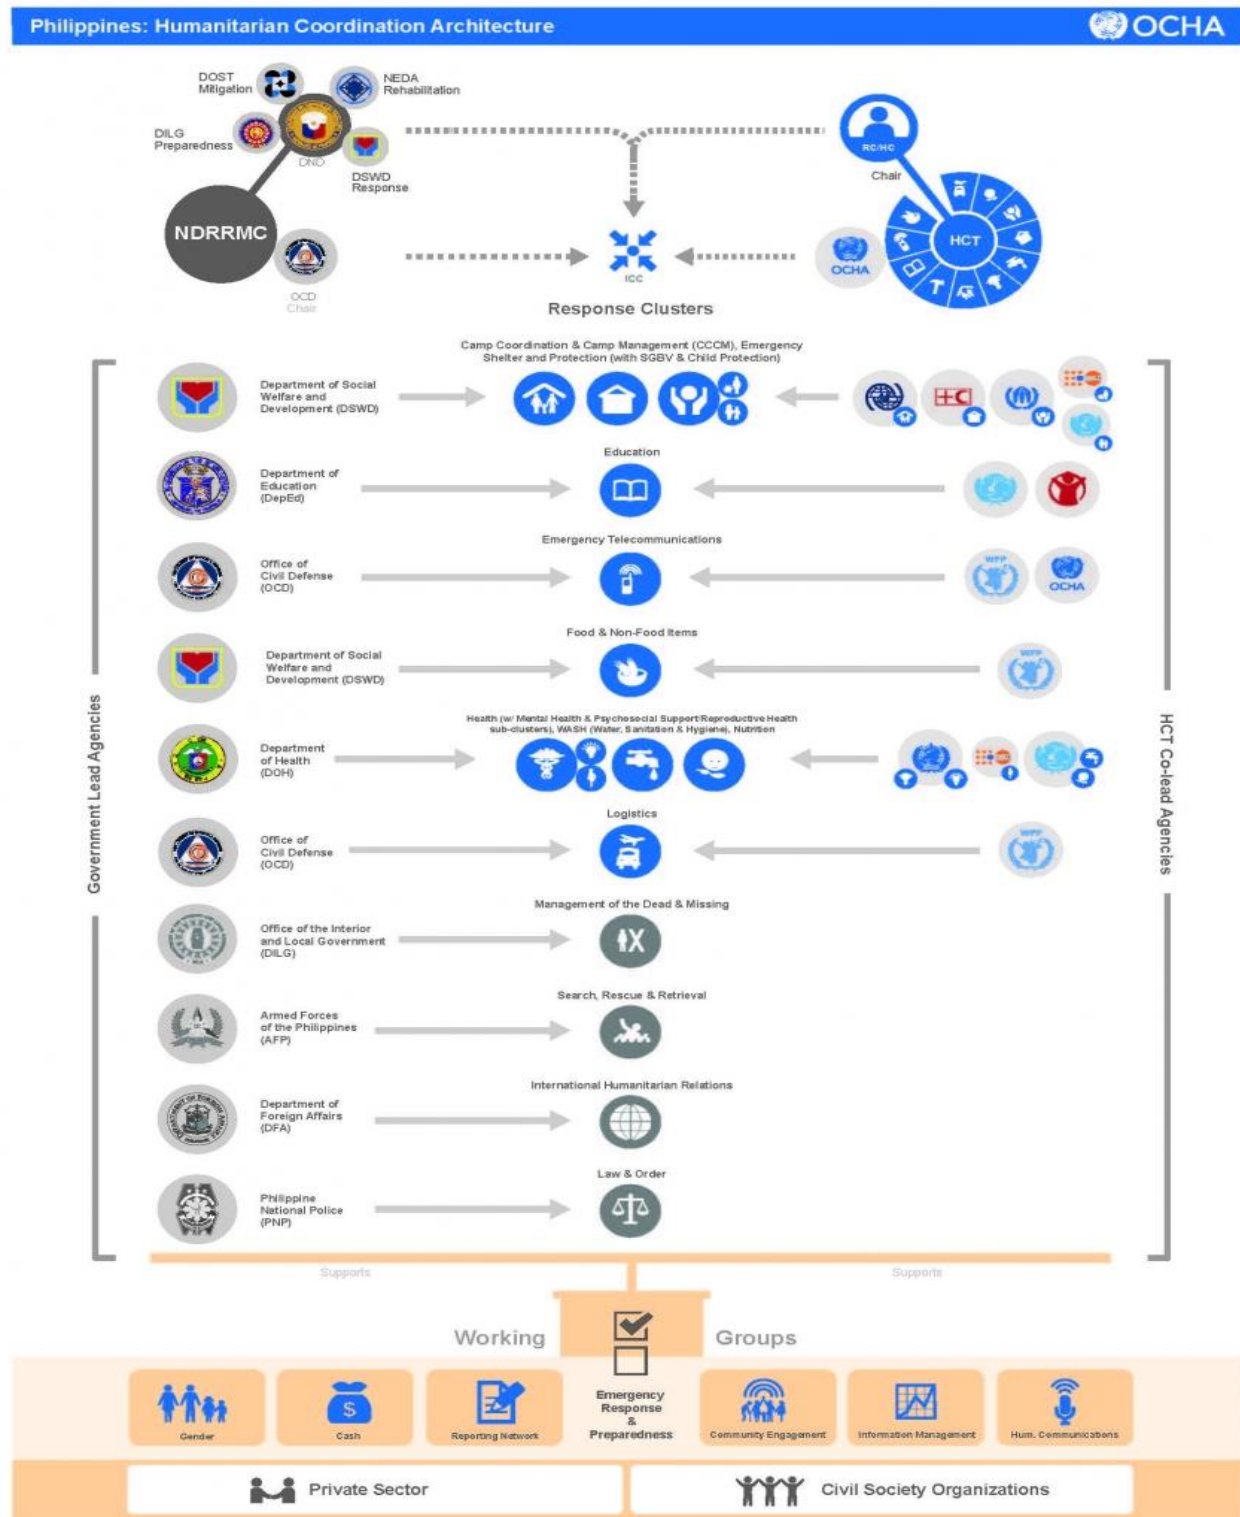 Philippines: Humanitarian Coordination Architecture
OCHA
DOST
Mitigation
NEDA
Rehabilitation
DILG
Preparedness
DND
DSWD
Response
NDRRMC
OCD
Chair
RC/HC
Chair
HCT
OCHA
ICC
Response Clusters
Government Lead Agencies
HCT Co-lead Agencies
Camp Coordination & Camp Management (CCCM), Emergency
Shelter and Protection (with SGBV & Child Protection)
Department of Social
Welfare and
Development (DSWD)
Education
Department of
Education
(DepEd)
Emergency Telecommunications
Office of
Civil Defense
(OCD)
WFP
OCHA
Food & Non-Food Items
Department of Social
Welfare and
Development (DSWD)
WFP
Health (w/ Mental Health & Psychosocial Support/Reproductive Health
sub-clusters), WASH (Water, Sanitation & Hygiene), Nutrition
Department
of Health
(DOH)
Logistics
Office of
Civil Defense
(OCD)
WFP
Management of the Dead & Missing
Office of the Interior
and Local Government
(DILG)
Search, Rescue & Retrieval
Armed Forces
of the Philippines
(AFP)
International Humanitarian Relations
Department of
Foreign Affairs
(DFA)
Law & Order
Philippine
National Police
(PNP)
Supports
Supports
Working Groups
Gender
Cash
Reporting Network
Emergency
Response
&
Preparedness
Community Engagement
Information Management
Hum. Communications
Private Sector
Civil Society Organizations